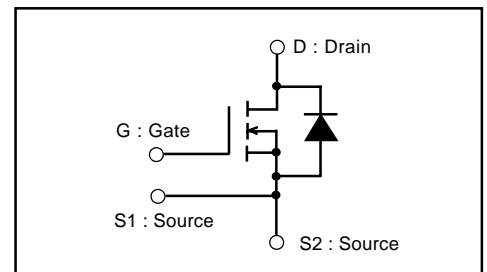 D : Drain
G : Gate
S1 : Source
S2 : Source